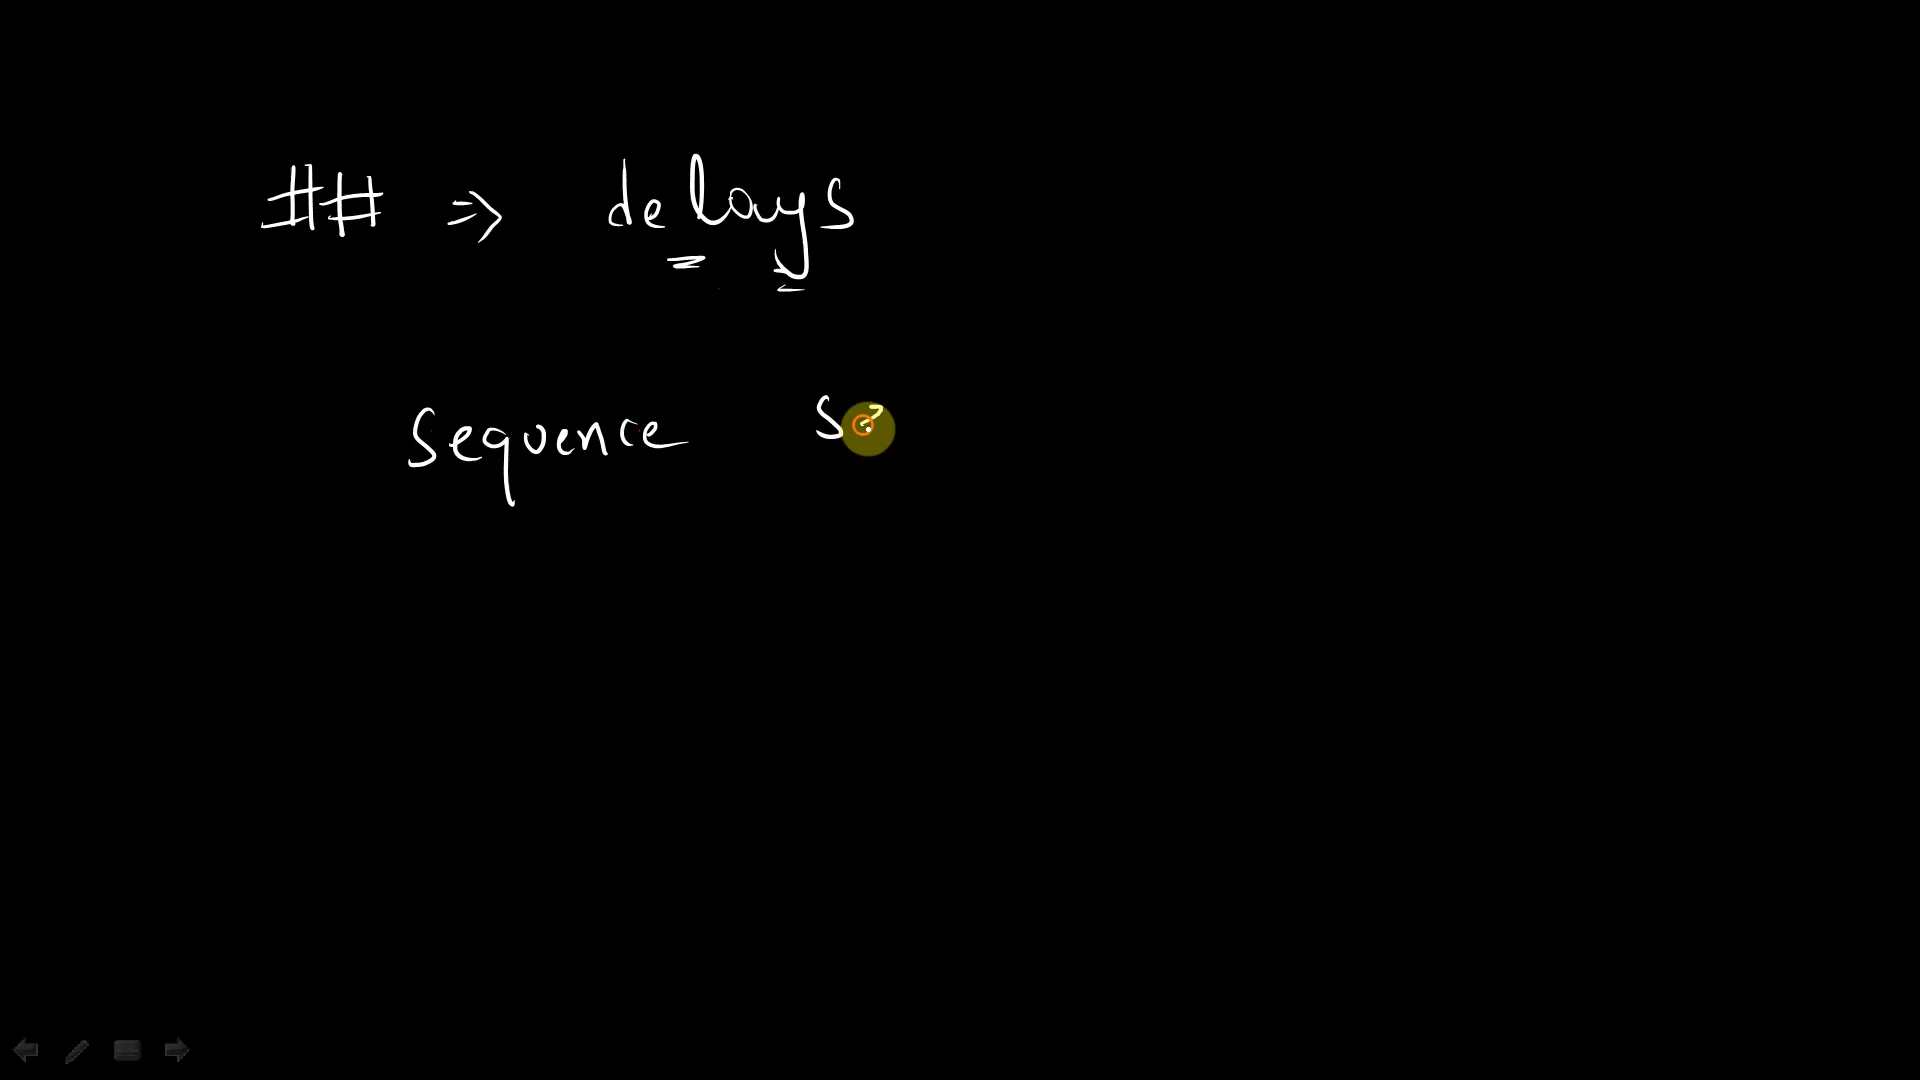 ## ⇒ delays
Sequence S